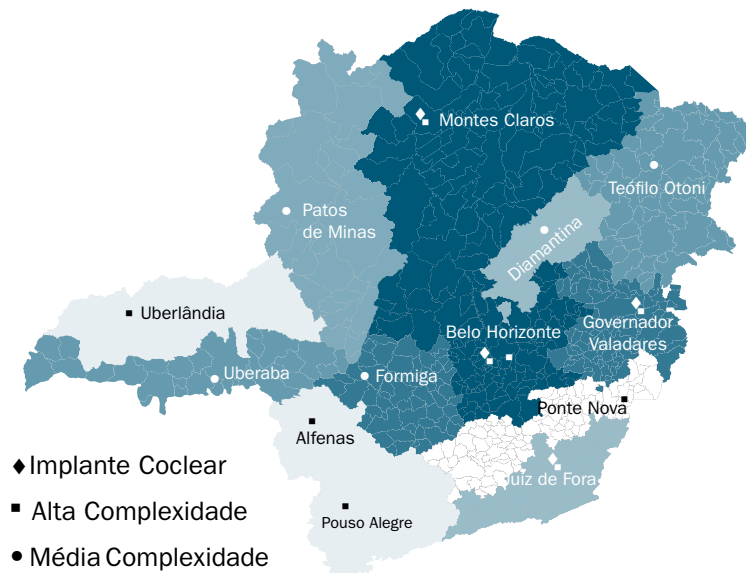 Montes Claros
Teófilo Otoni
Patos
de Minas
Diamantina
Uberlândia
Belo Horizonte
Governador
Valadares
Uberaba
Formiga
Ponte Nova
Alfenas
Implante Coclear
Juiz de Fora
Alta Complexidade
Pouso Alegre
Média Complexidade